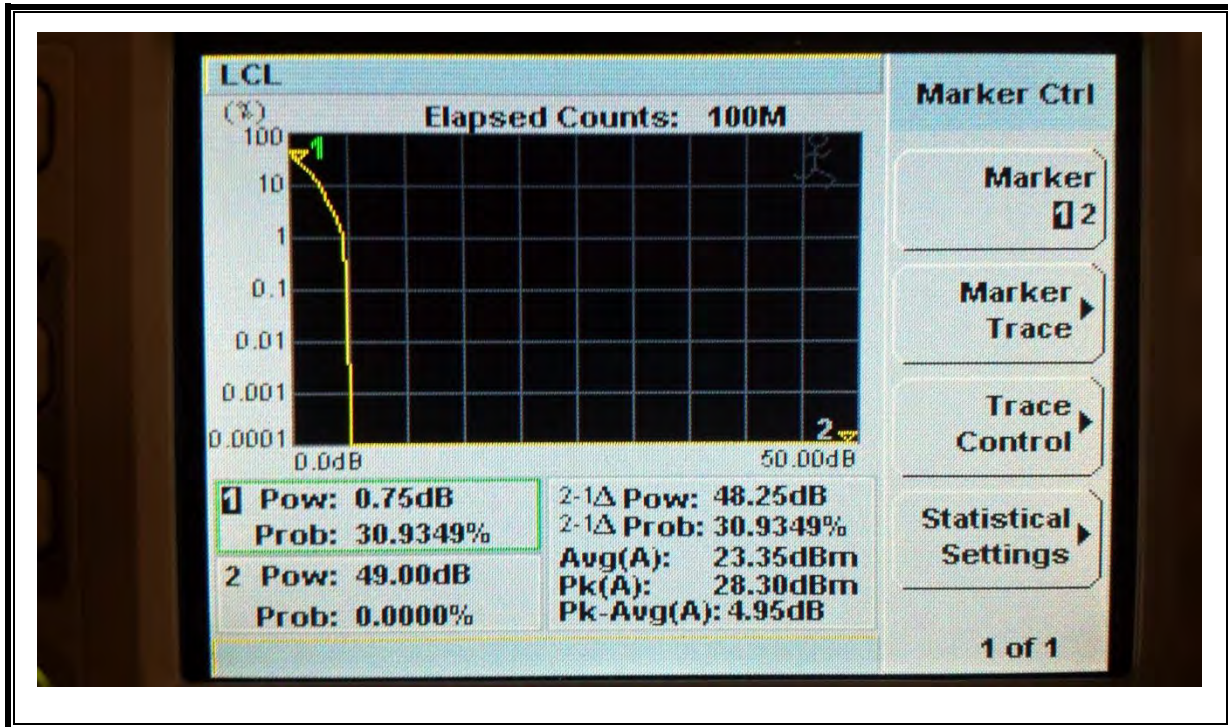 LCL
(%)
Elapsed Counts: 100M
100
1
10
1
0.1
0.01
0.001
0.0001
2
0.0dB
50.00dB
1 Pow: 0.75dB
Prob: 30.9349%
2 Pow: 49.00dB
Prob: 0.0000%
2-1Δ Pow: 48.25dB
2-1Δ Prob: 30.9349%
Avg(A): 23.35dBm
Pk(A): 28.30dBm
Pk-Avg(A): 4.95dB
Marker Ctrl
Marker
1 2
Marker
Trace
Trace
Control
Statistical
Settings
1 of 1